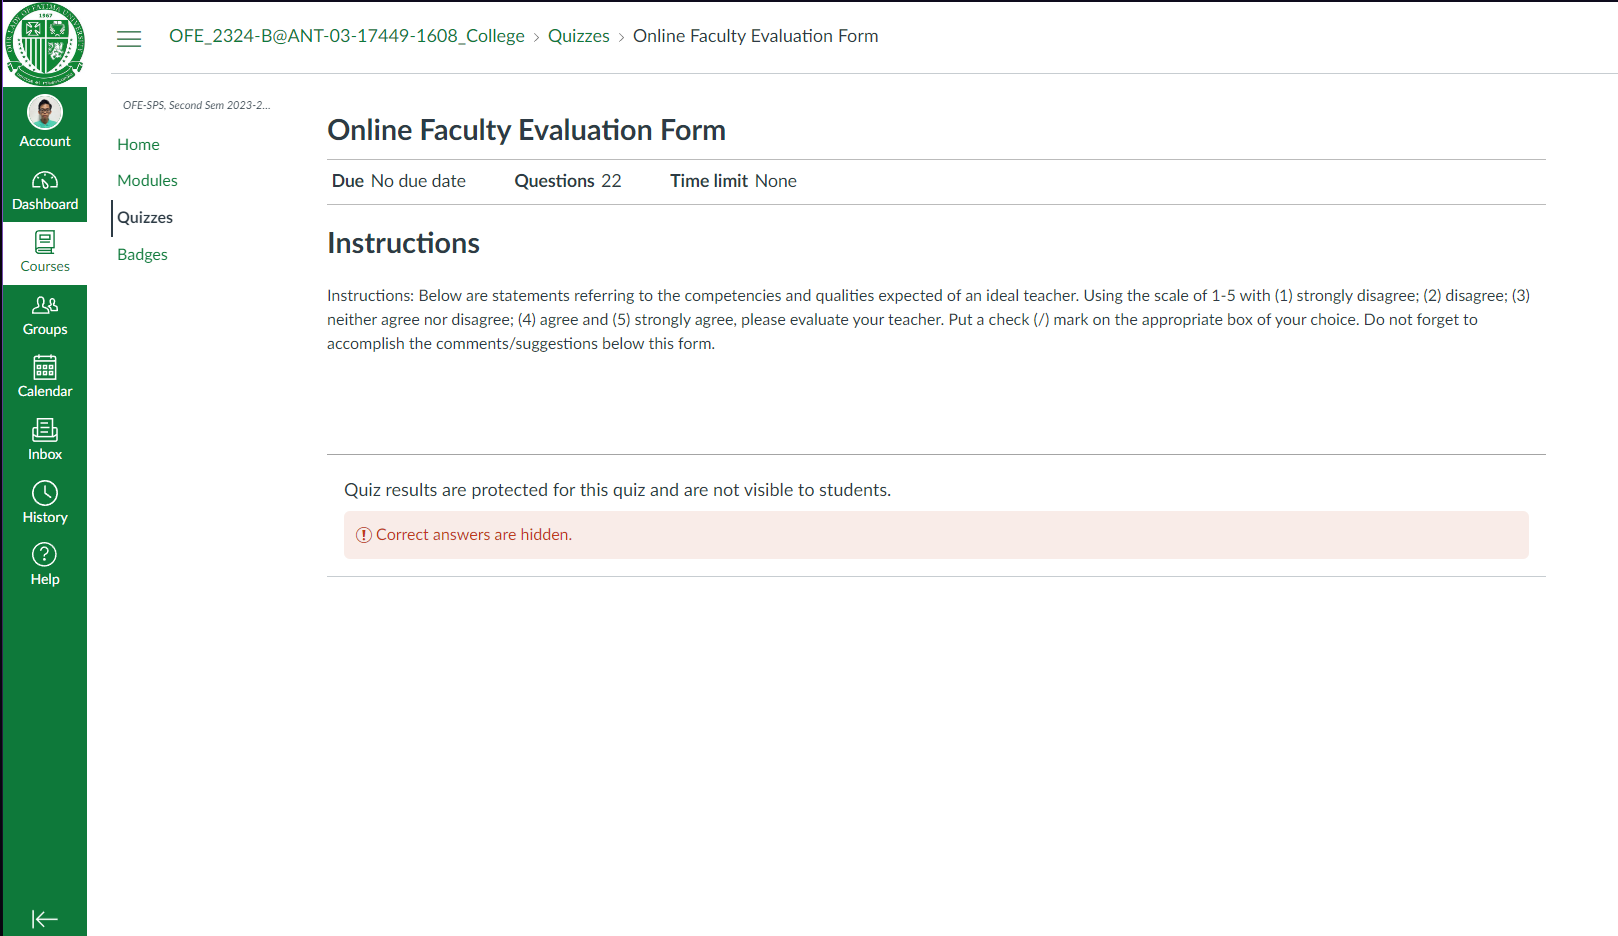 1967
OUR LADY OF FATIMA UNIVERSITY
OFE_2324-B@ANT-03-17449-1608_College › Quizzes › Online Faculty Evaluation Form
Account
Dashboard
Courses
Groups
Calendar
Inbox
History
Help
OFE-SPS, Second Sem 2023-2...
Home
Modules
Quizzes
Badges
Online Faculty Evaluation Form
Due No due date Questions 22 Time limit None
Instructions
Instructions: Below are statements referring to the competencies and qualities expected of an ideal teacher. Using the scale of 1-5 with (1) strongly disagree; (2) disagree; (3)
neither agree nor disagree; (4) agree and (5) strongly agree, please evaluate your teacher. Put a check (/) mark on the appropriate box of your choice. Do not forget to
accomplish the comments/suggestions below this form.
Quiz results are protected for this quiz and are not visible to students.
Correct answers are hidden.